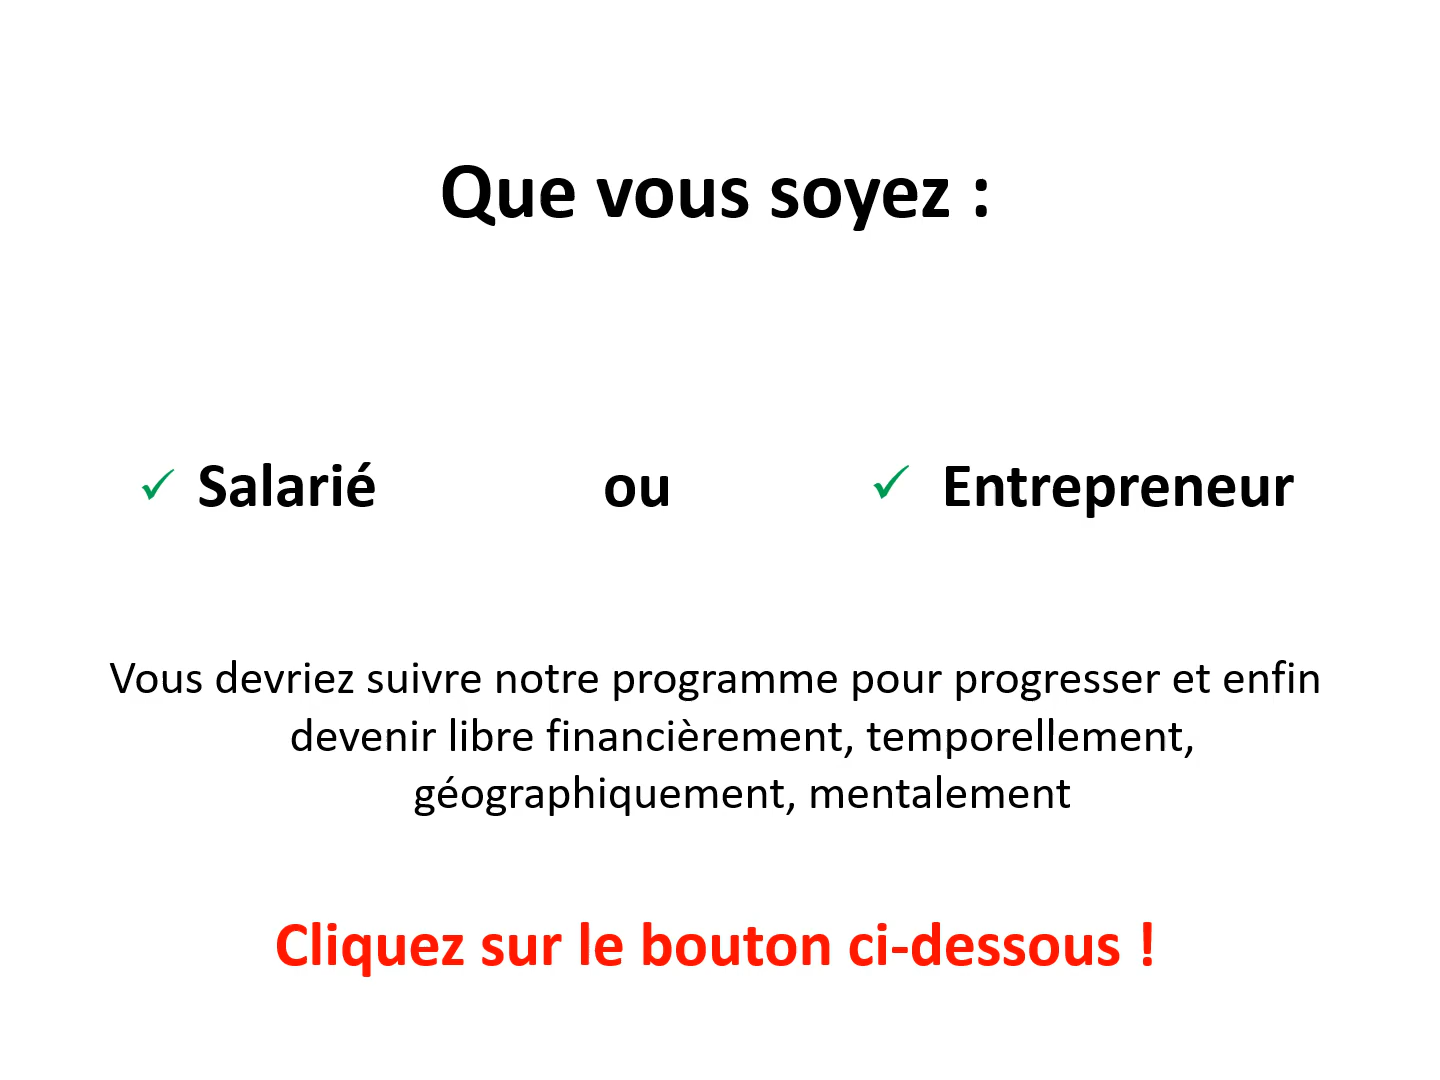 Que vous soyez :
✓ Salarié ou ✓ Entrepreneur
Vous devriez suivre notre programme pour progresser et enfin
devenir libre financièrement, temporellement,
géographiquement, mentalement
Cliquez sur le bouton ci-dessous !